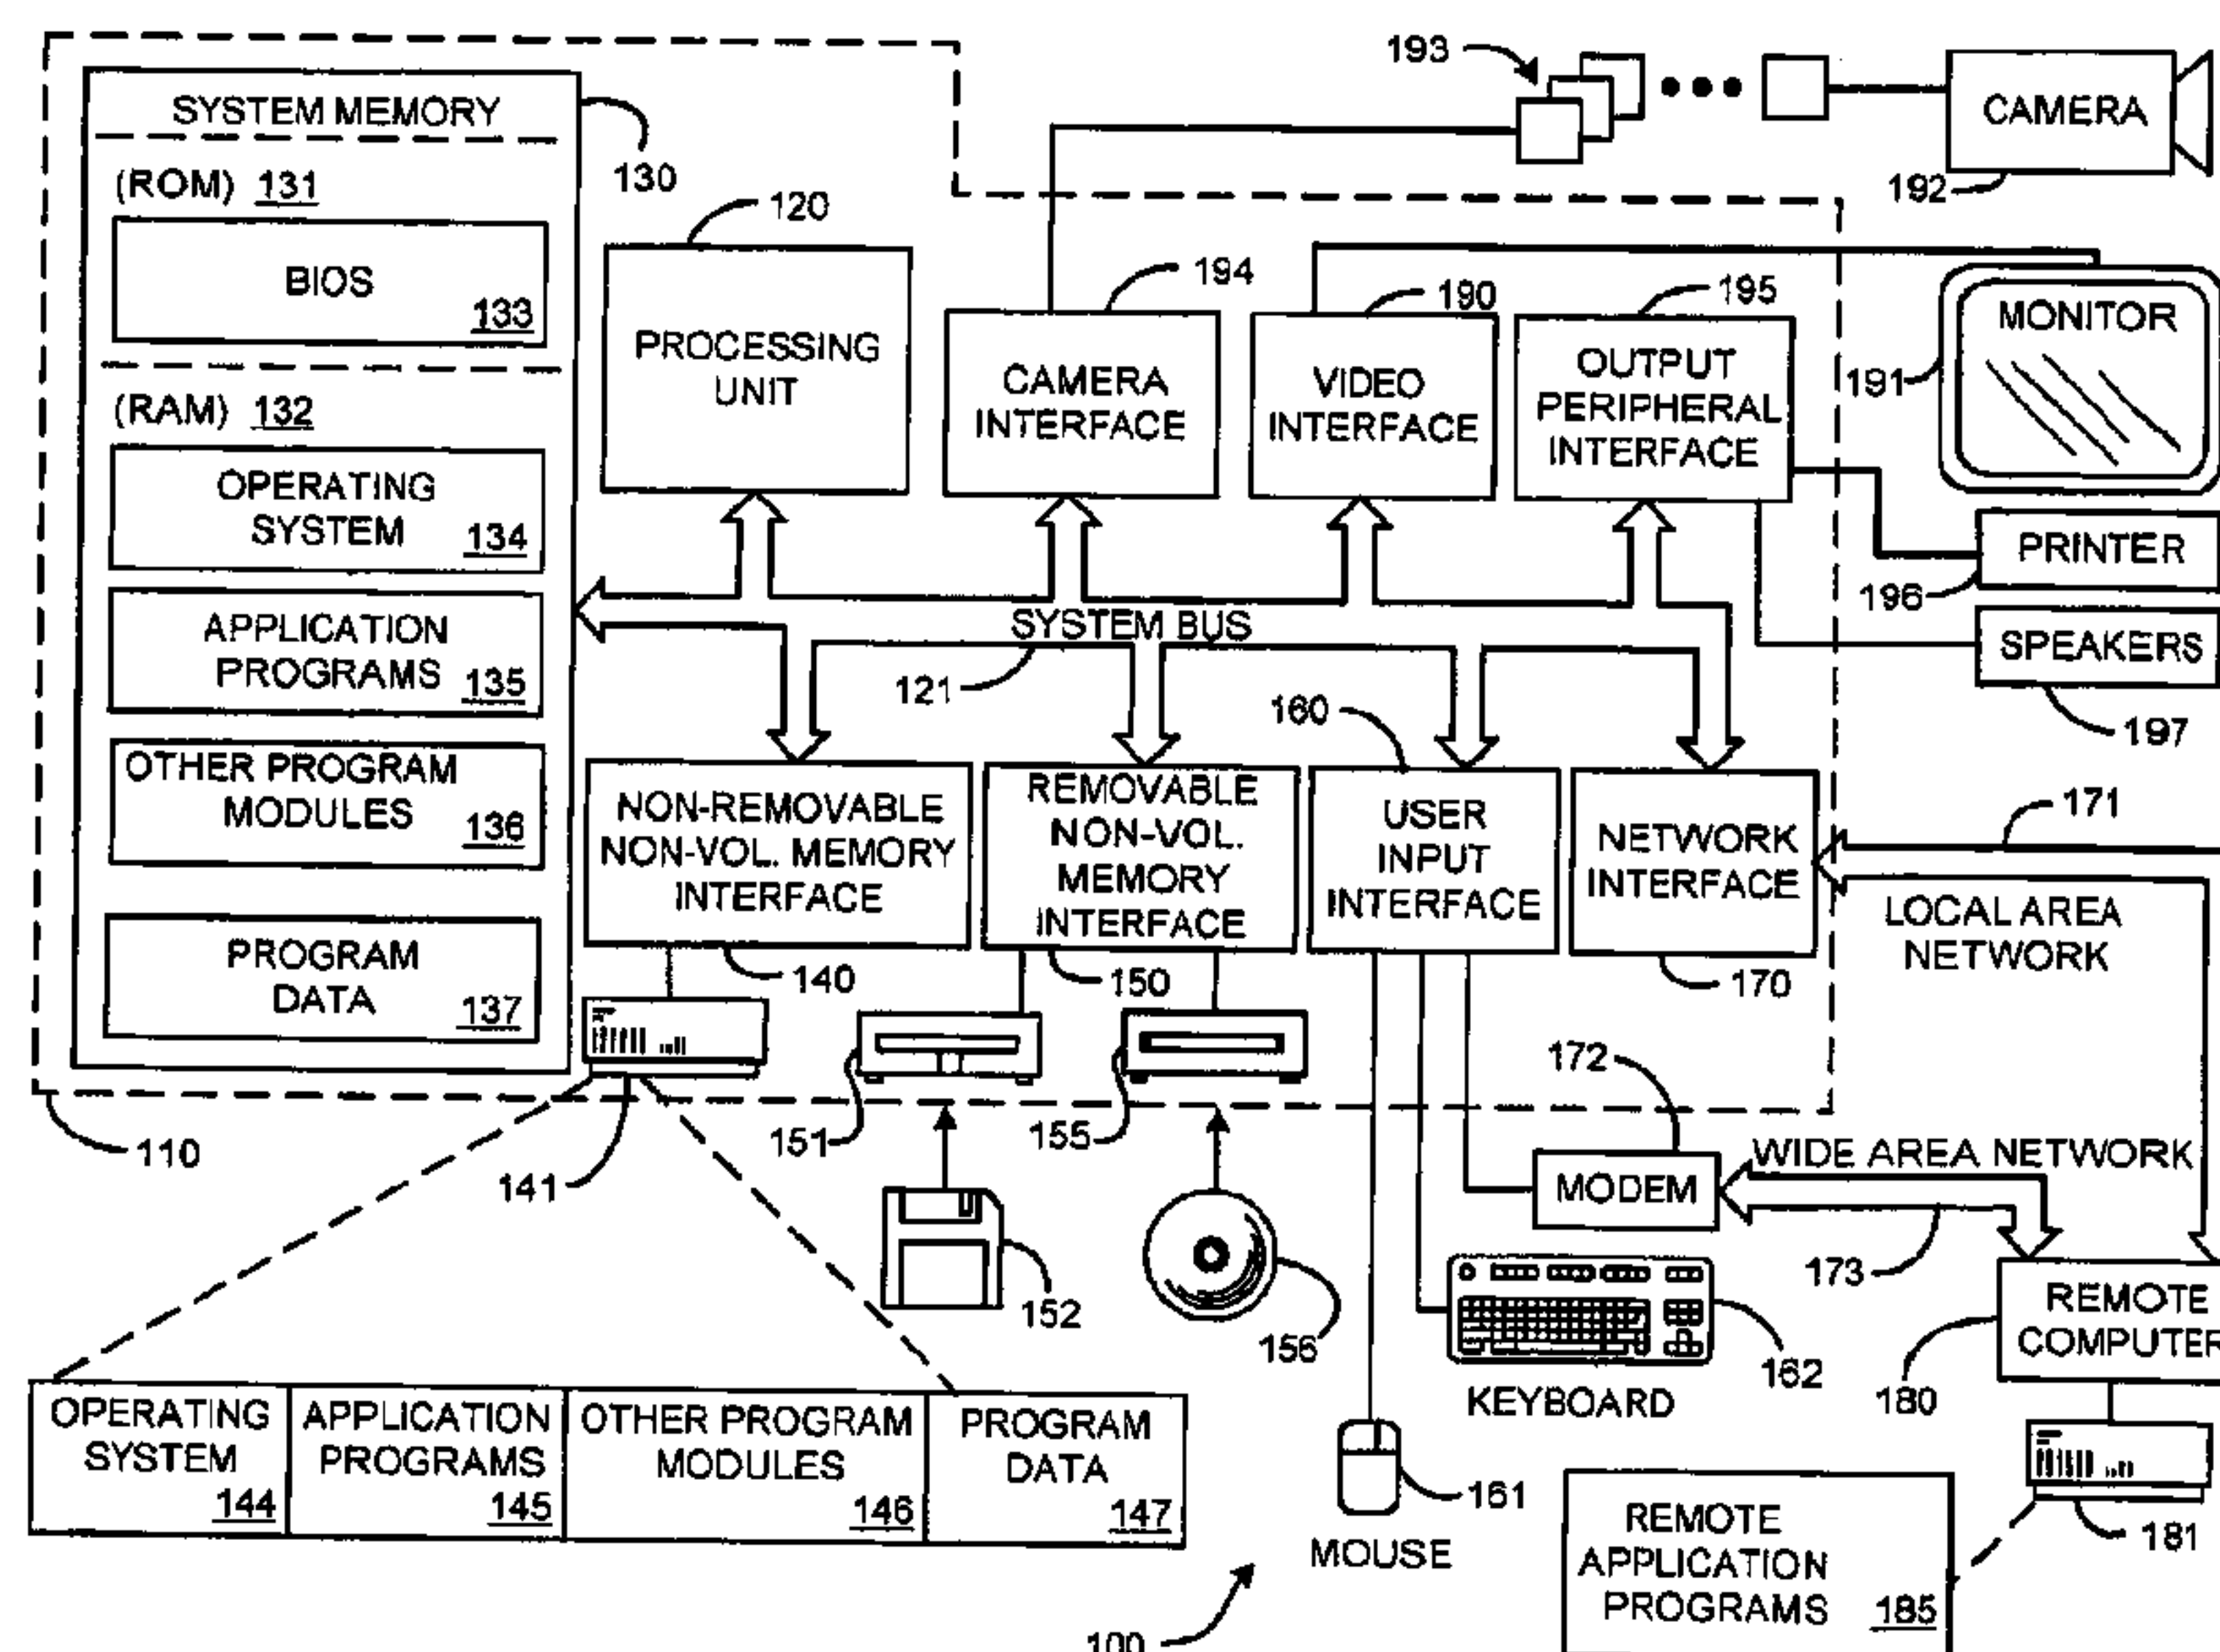 193
CAMERA
192
SYSTEM MEMORY
130
(ROM) 131
BIOS
133
(RAM) 132
OPERATING
SYSTEM 134
APPLICATION
PROGRAMS 135
OTHER PROGRAM
MODULES 136
PROGRAM
DATA 137
120
PROCESSING
UNIT
194
CAMERA
INTERFACE
190
VIDEO
INTERFACE
195
OUTPUT
PERIPHERAL
INTERFACE
MONITOR
191
PRINTER
196
SPEAKERS
197
SYSTEM BUS
121
160
NON-REMOVABLE
NON-VOL. MEMORY
INTERFACE
140
REMOVABLE
NON-VOL.
MEMORY
INTERFACE
150
USER
INPUT
INTERFACE
NETWORK
INTERFACE
170
171
LOCAL AREA
NETWORK
110
141
151
155
152
156
172
MODEM
WIDE AREA NETWORK
173
REMOTE
COMPUTER
180
162
KEYBOARD
161
MOUSE
181
OPERATING
SYSTEM
144
APPLICATION
PROGRAMS
145
OTHER PROGRAM
MODULES
146
PROGRAM
DATA
147
100
REMOTE
APPLICATION
PROGRAMS 185